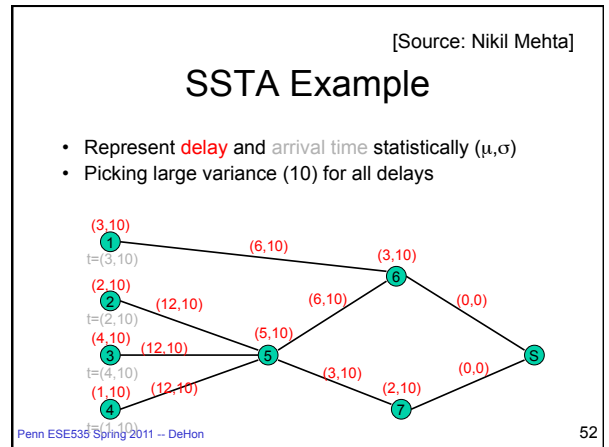 [Source: Nikil Mehta]
SSTA Example
• Represent delay and arrival time statistically (μ,σ)
• Picking large variance (10) for all delays
(3,10)
1
t=(3,10)
(6,10)
(3,10)
6
(2,10)
2
t=(2,10)
(12,10)
(6,10)
(0,0)
(4,10)
3
t=(4,10)
(12,10)
(5,10)
5
S
(1,10)
4
t=(1,10)
(12,10)
(3,10)
(2,10)
7
(0,0)
Penn ESE535 Spring 2011 -- DeHon
52